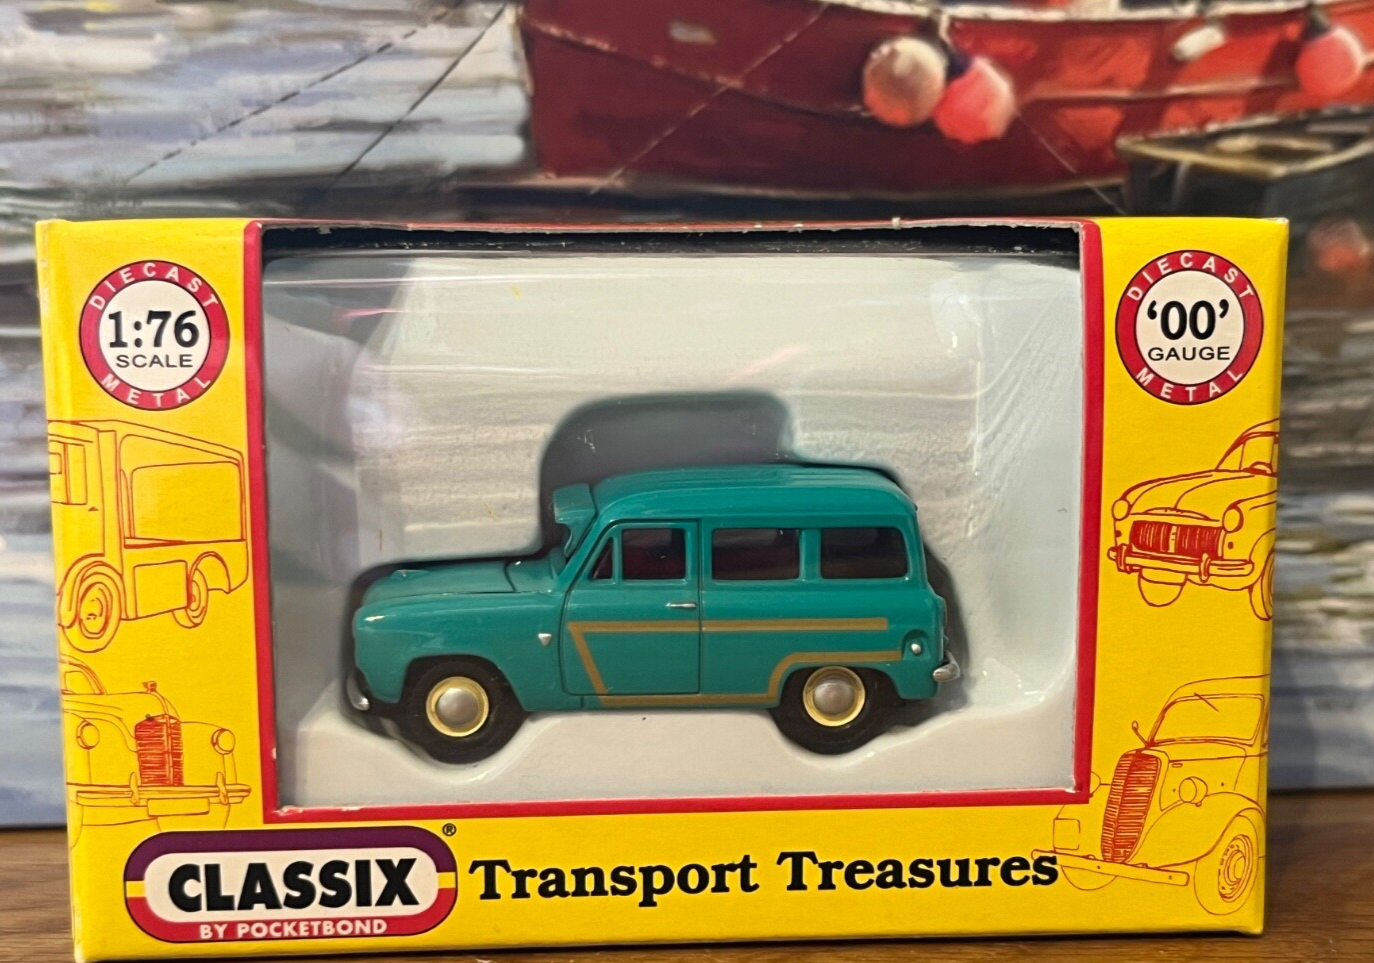 DIECAST
1:76
SCALE
METAL
DIECAST
‘00’
GAUGE
METAL
CLASSIX®
BY POCKETBOND
Transport Treasures